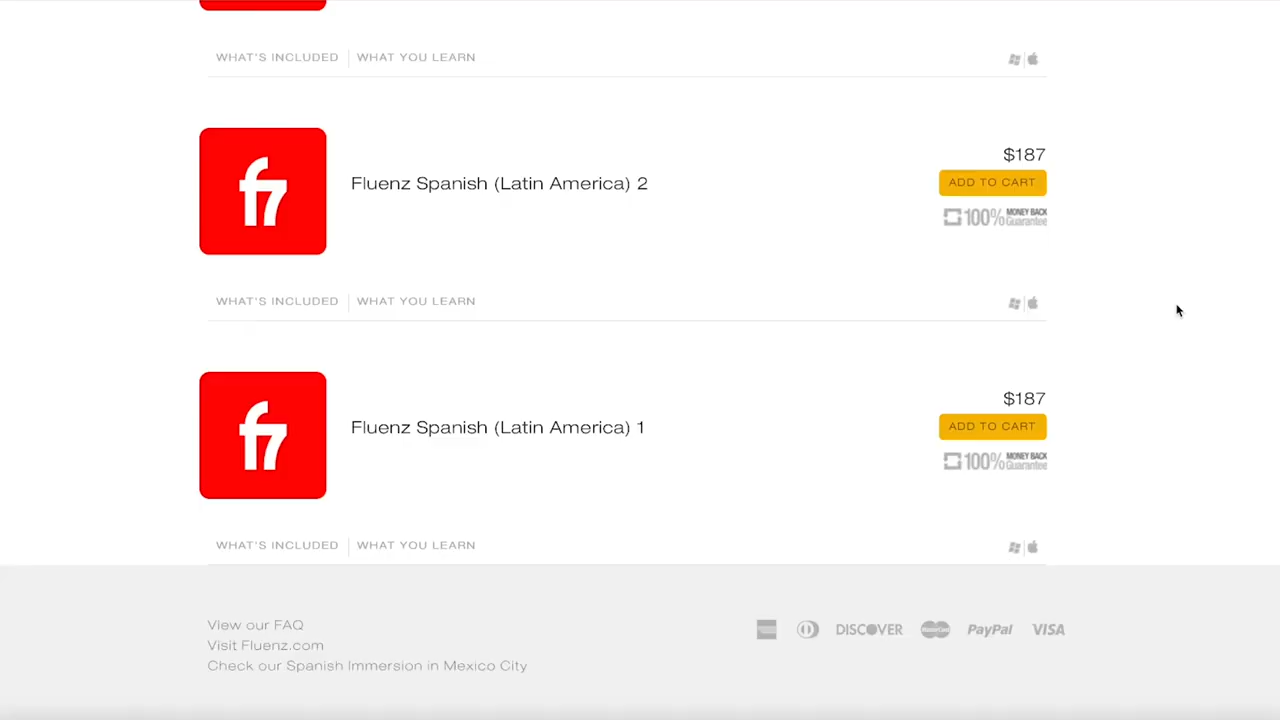 WHAT'S INCLUDED WHAT YOU LEARN
f7
Fluenz Spanish (Latin America) 2
$187
ADD TO CART
100% MONEY BACK Guarantee
WHAT'S INCLUDED WHAT YOU LEARN
f7
Fluenz Spanish (Latin America) 1
$187
ADD TO CART
100% MONEY BACK Guarantee
WHAT'S INCLUDED WHAT YOU LEARN
View our FAQ
Visit Fluenz.com
Check our Spanish Immersion in Mexico City
DISCOVER MasterCard PayPal VISA